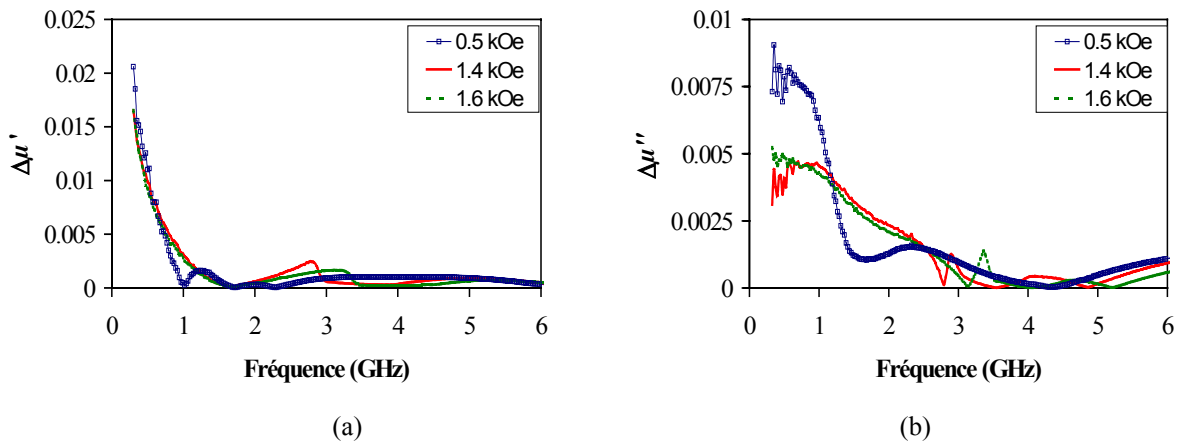 0.025
0.02
0.015
0.01
0.005
0
Δμ'
0.5 kOe
1.4 kOe
1.6 kOe
0 1 2 3 4 5 6
Fréquence (GHz)
(a)
0.01
0.0075
0.005
0.0025
0
Δμ''
0.5 kOe
1.4 kOe
1.6 kOe
0 1 2 3 4 5 6
Fréquence (GHz)
(b)